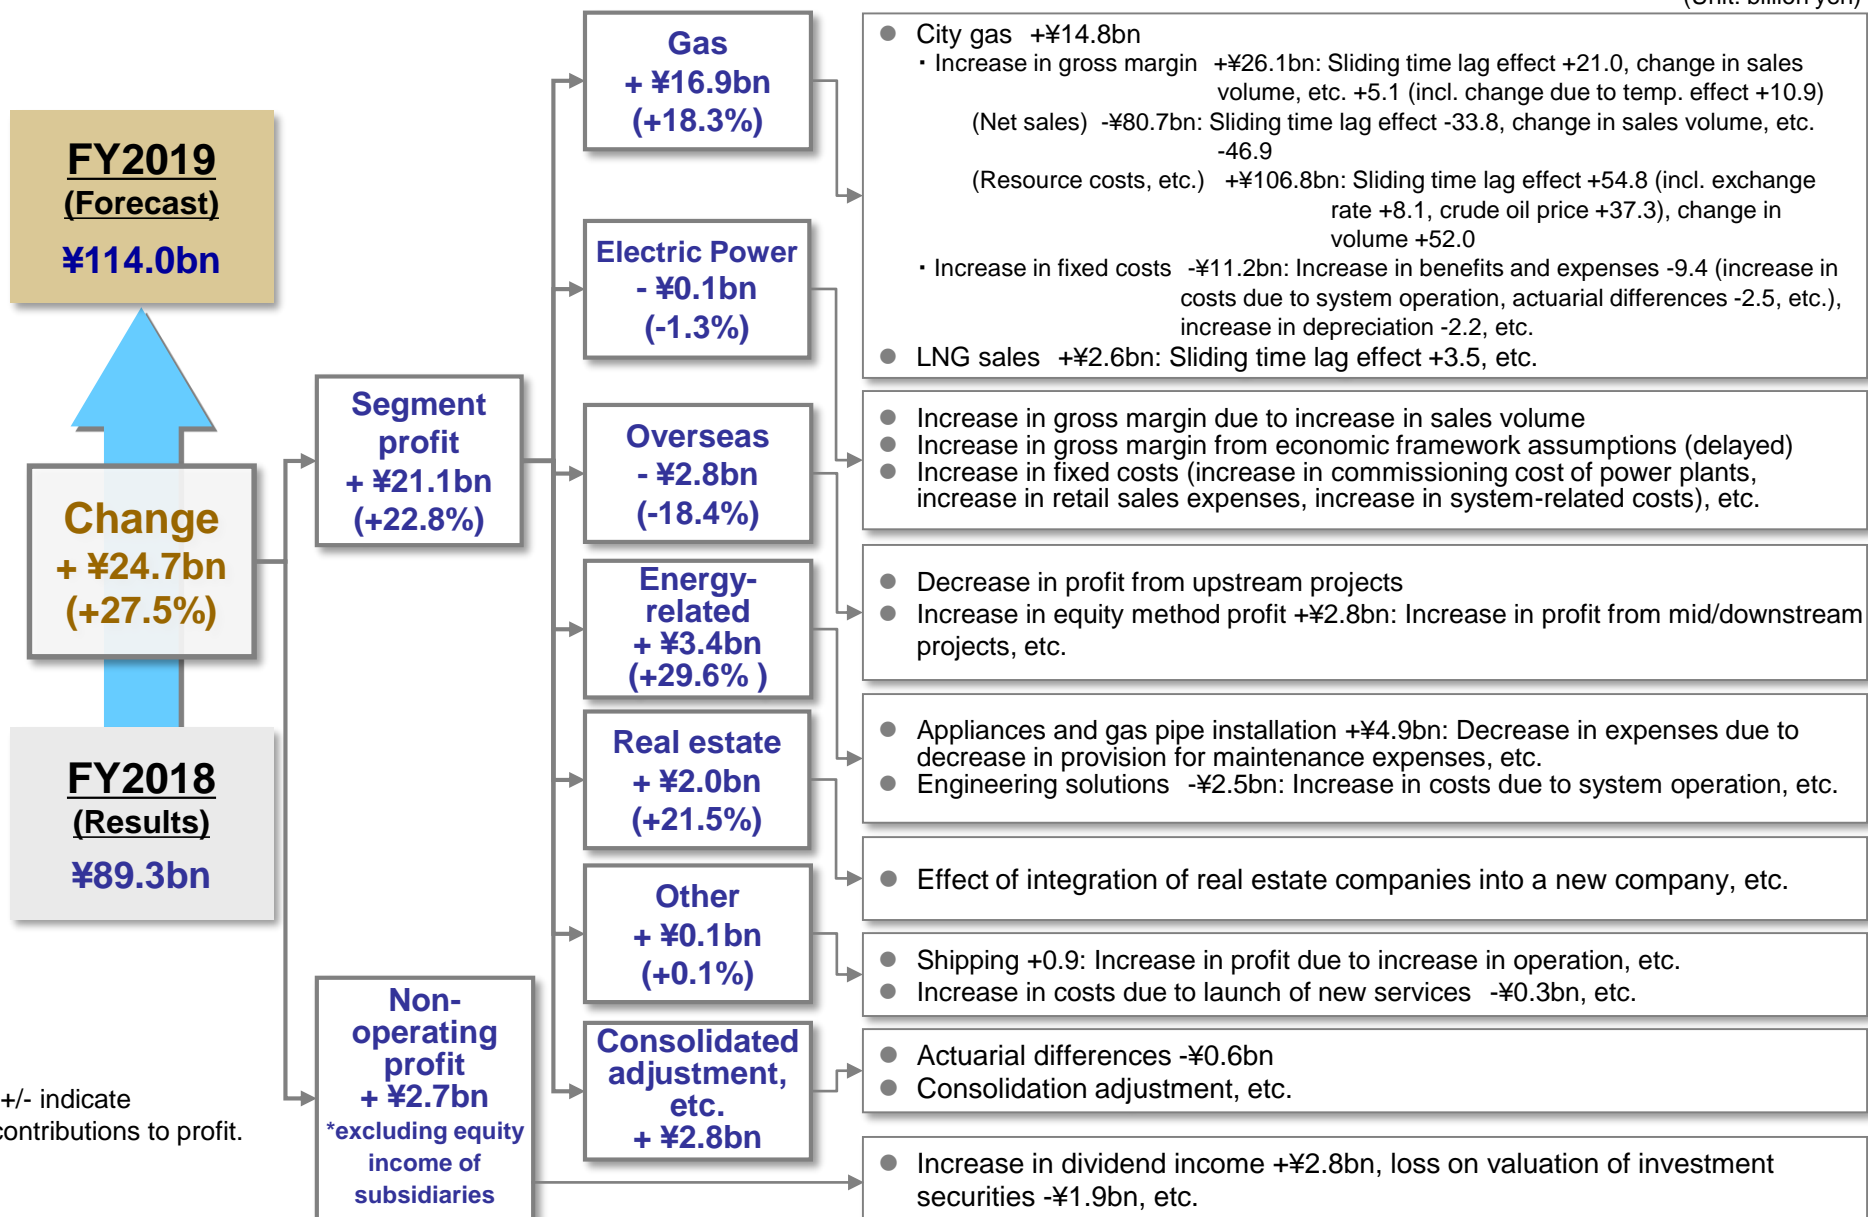 FY2019
(Forecast)
¥114.0bn
Change
+ ¥24.7bn
(+27.5%)
FY2018
(Results)
¥89.3bn
+/- indicate
contributions to profit.
Segment
profit
+ ¥21.1bn
(+22.8%)
Non-
operating
profit
+ ¥2.7bn
*excluding equity
income of
subsidiaries
Gas
+ ¥16.9bn
(+18.3%)
Electric Power
- ¥0.1bn
(-1.3%)
Overseas
- ¥2.8bn
(-18.4%)
Energy-
related
+ ¥3.4bn
(+29.6% )
Real estate
+ ¥2.0bn
(+21.5%)
Other
+ ¥0.1bn
(+0.1%)
Consolidated
adjustment,
etc.
+ ¥2.8bn
(Unit: billion yen)
● City gas +¥14.8bn
・Increase in gross margin +¥26.1bn: Sliding time lag effect +21.0, change in sales
volume, etc. +5.1 (incl. change due to temp. effect +10.9)
(Net sales) -¥80.7bn: Sliding time lag effect -33.8, change in sales volume, etc.
-46.9
(Resource costs, etc.) +¥106.8bn: Sliding time lag effect +54.8 (incl. exchange
rate +8.1, crude oil price +37.3), change in
volume +52.0
・Increase in fixed costs -¥11.2bn: Increase in benefits and expenses -9.4 (increase in
costs due to system operation, actuarial differences -2.5, etc.),
increase in depreciation -2.2, etc.
● LNG sales +¥2.6bn: Sliding time lag effect +3.5, etc.
● Increase in gross margin due to increase in sales volume
● Increase in gross margin from economic framework assumptions (delayed)
● Increase in fixed costs (increase in commissioning cost of power plants,
increase in retail sales expenses, increase in system-related costs), etc.
● Decrease in profit from upstream projects
● Increase in equity method profit +¥2.8bn: Increase in profit from mid/downstream
projects, etc.
● Appliances and gas pipe installation +¥4.9bn: Decrease in expenses due to
decrease in provision for maintenance expenses, etc.
● Engineering solutions -¥2.5bn: Increase in costs due to system operation, etc.
● Effect of integration of real estate companies into a new company, etc.
● Shipping +0.9: Increase in profit due to increase in operation, etc.
● Increase in costs due to launch of new services -¥0.3bn, etc.
● Actuarial differences -¥0.6bn
● Consolidation adjustment, etc.
● Increase in dividend income +¥2.8bn, loss on valuation of investment
securities -¥1.9bn, etc.